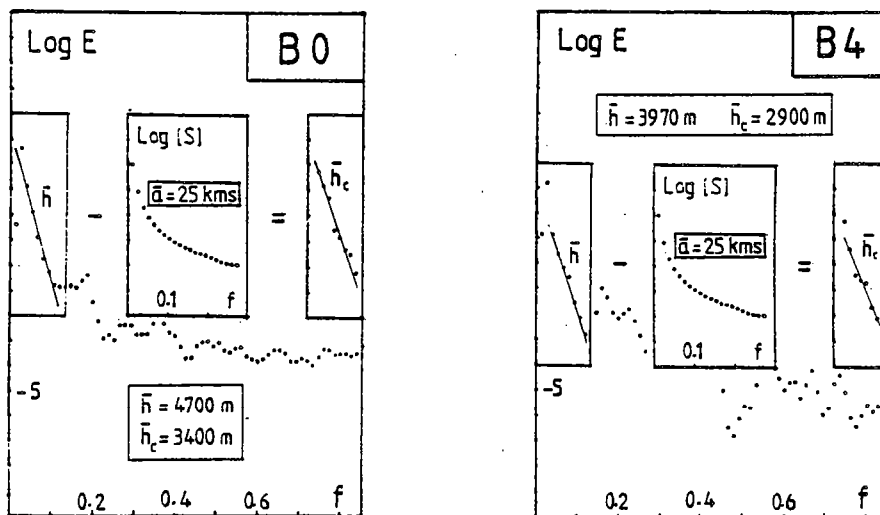 Log E
B0
h̄
−
Log [S]
ā = 25 kms
0.1 f
=
h̄c
-5
h̄ = 4700 m
h̄c = 3400 m
0.2 0.4 0.6 f
Log E
B4
h̄ = 3970 m h̄c = 2900 m
h̄
−
Log [S]
ā = 25 kms
0.1 f
=
h̄c
-5
0.2 0.4 0.6 f